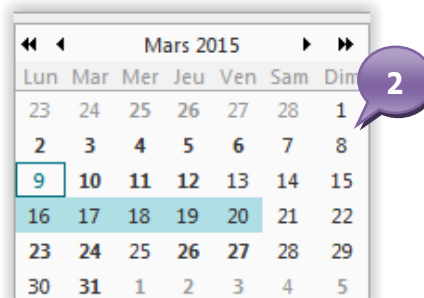 Mars 2015
Lun Mar Mer Jeu Ven Sam Dim
2
23 24 25 26 27 28 1
2 3 4 5 6 7 8
9 10 11 12 13 14 15
16 17 18 19 20 21 22
23 24 25 26 27 28 29
30 31 1 2 3 4 5